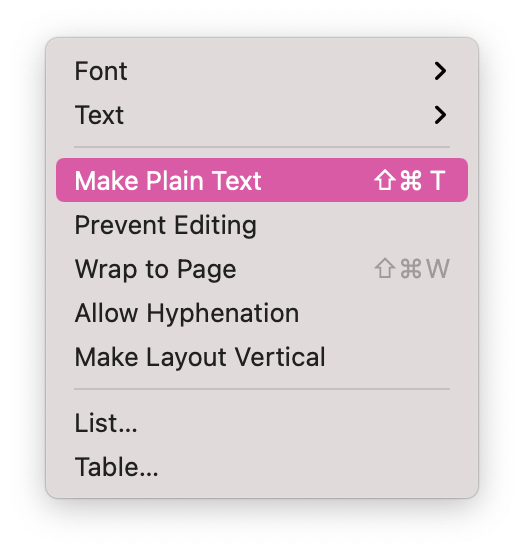 Font
Text
Make Plain Text ⇧⌘ T
Prevent Editing
Wrap to Page ⇧⌘W
Allow Hyphenation
Make Layout Vertical
List...
Table...